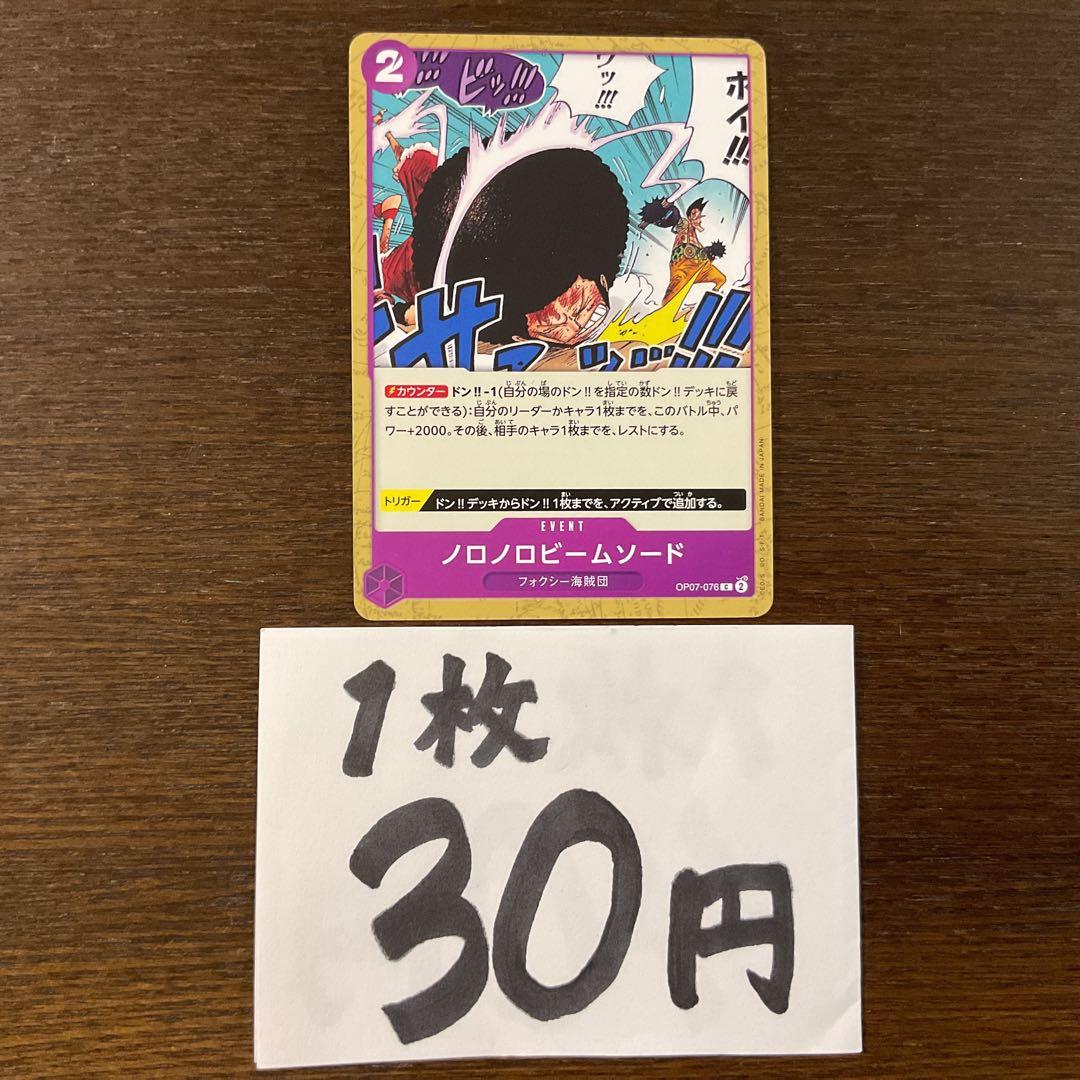 2
!!! ビッ!!!
ワッ!!!
ホイ!!!
カウンター ドン!!-1(自分の場のドン!!を指定の数ドン!!デッキに戻
すことができる):自分のリーダーかキャラ1枚までを、このバトル中、パ
ワー+2000。その後、相手のキャラ1枚までを、レストにする。
トリガー ドン!!デッキからドン!!1枚までを、アクティブで追加する。
EVENT
ノロノロビームソード
フォクシー海賊団
OP07-076 C 2
BANDAI MADE IN JAPAN
1枚
30円